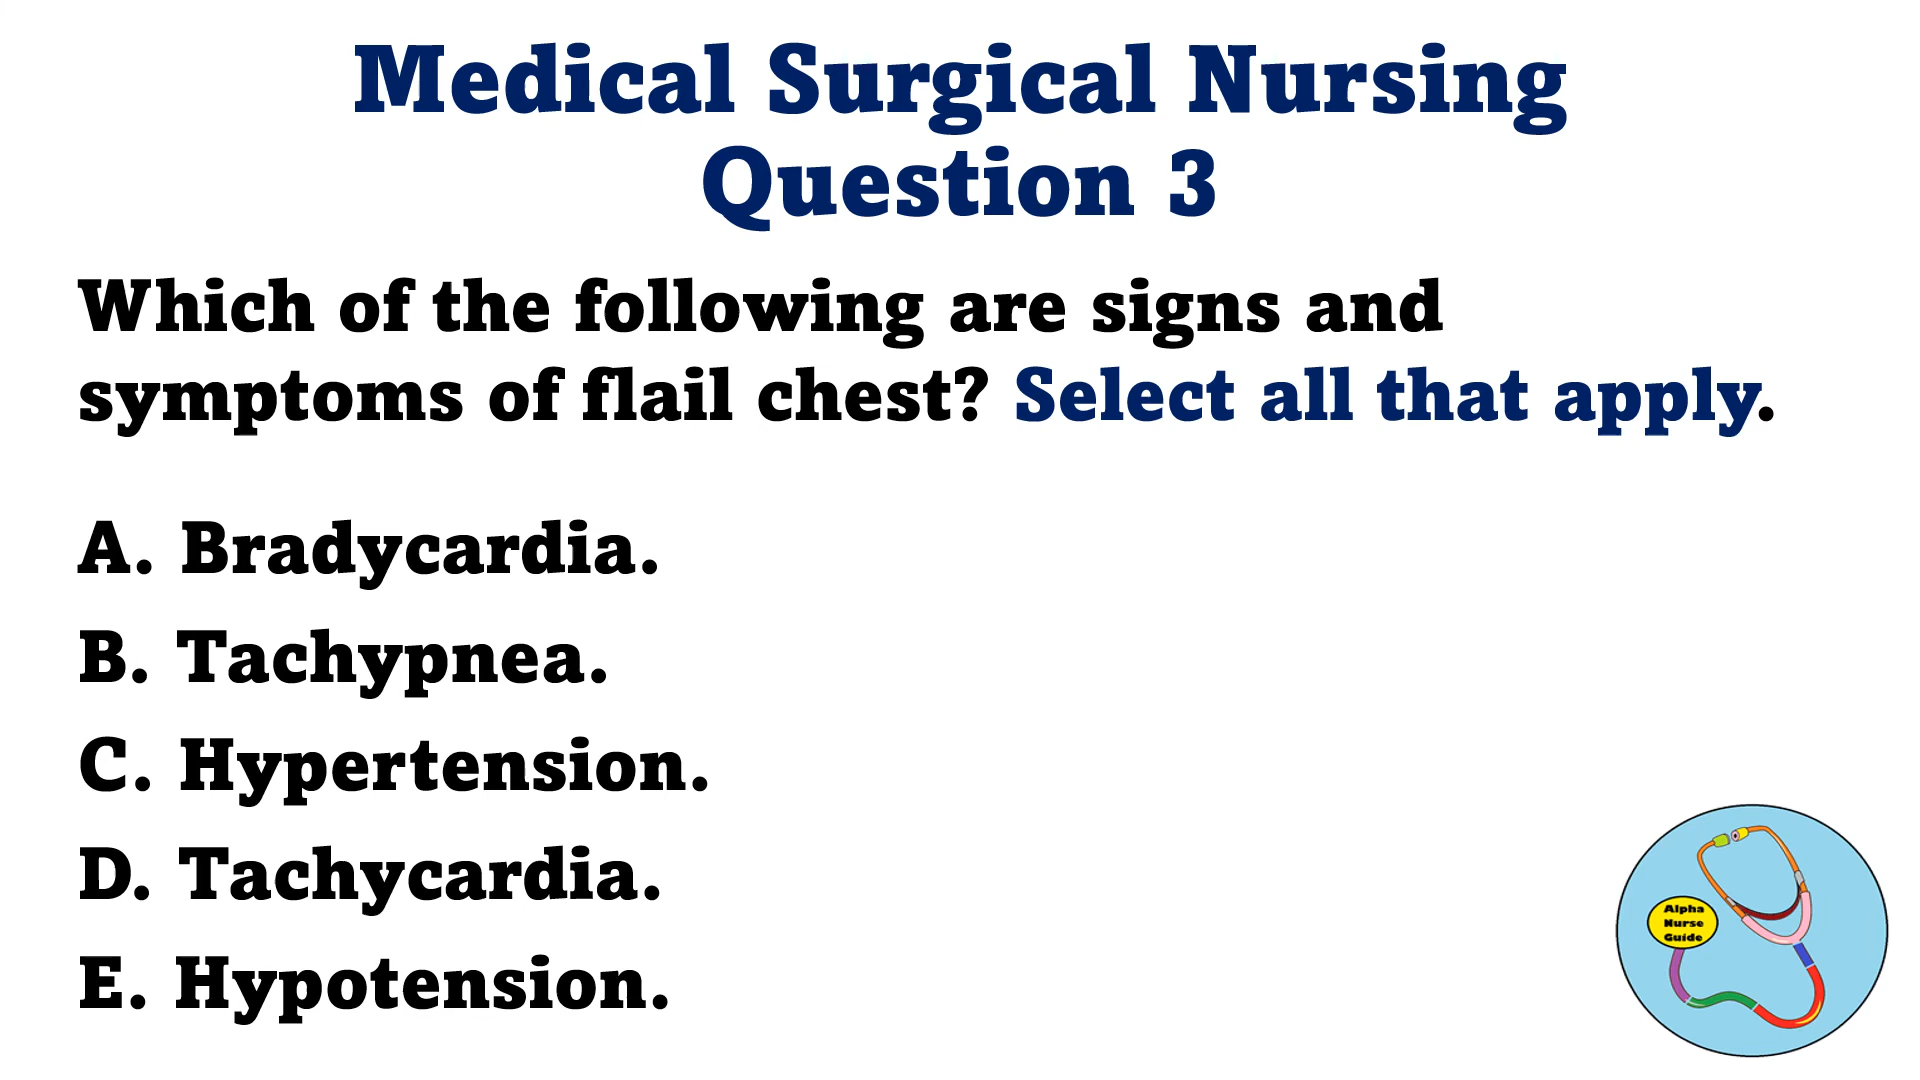 Medical Surgical Nursing
Question 3
Which of the following are signs and
symptoms of flail chest? Select all that apply.
A. Bradycardia.
B. Tachypnea.
C. Hypertension.
D. Tachycardia.
E. Hypotension.
Alpha
Nurse
Guide